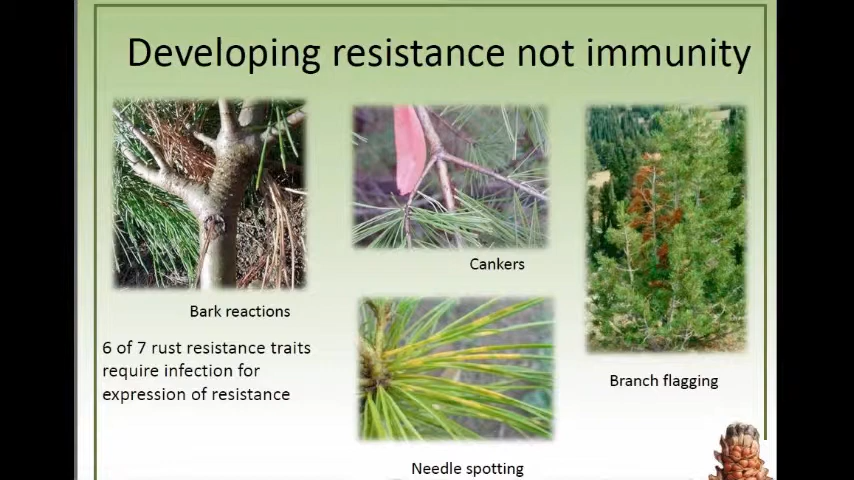 Developing resistance not immunity
Cankers
Bark reactions
6 of 7 rust resistance traits
require infection for
expression of resistance
Branch flagging
Needle spotting